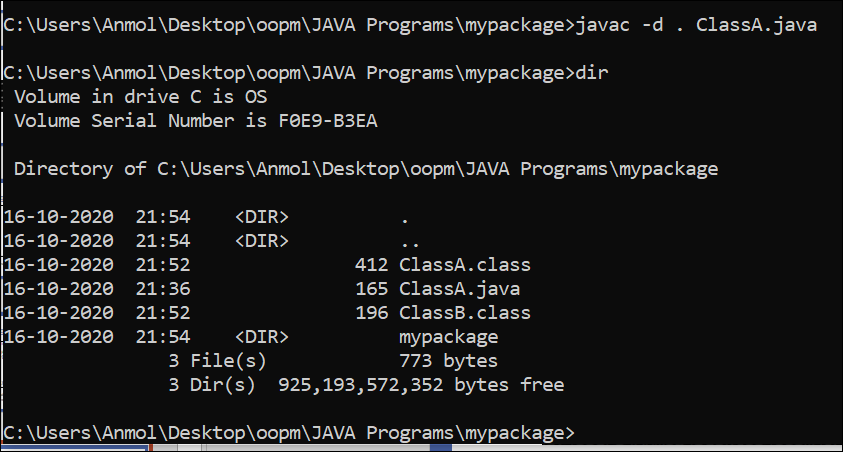 C:\Users\Anmol\Desktop\oopm\JAVA Programs\mypackage>javac -d . ClassA.java
C:\Users\Anmol\Desktop\oopm\JAVA Programs\mypackage>dir
 Volume in drive C is OS
 Volume Serial Number is F0E9-B3EA
 Directory of C:\Users\Anmol\Desktop\oopm\JAVA Programs\mypackage
16-10-2020  21:54    <DIR>          .
16-10-2020  21:54    <DIR>          ..
16-10-2020  21:52               412 ClassA.class
16-10-2020  21:36               165 ClassA.java
16-10-2020  21:52               196 ClassB.class
16-10-2020  21:54    <DIR>          mypackage
               3 File(s)            773 bytes
               3 Dir(s)  925,193,572,352 bytes free
C:\Users\Anmol\Desktop\oopm\JAVA Programs\mypackage>